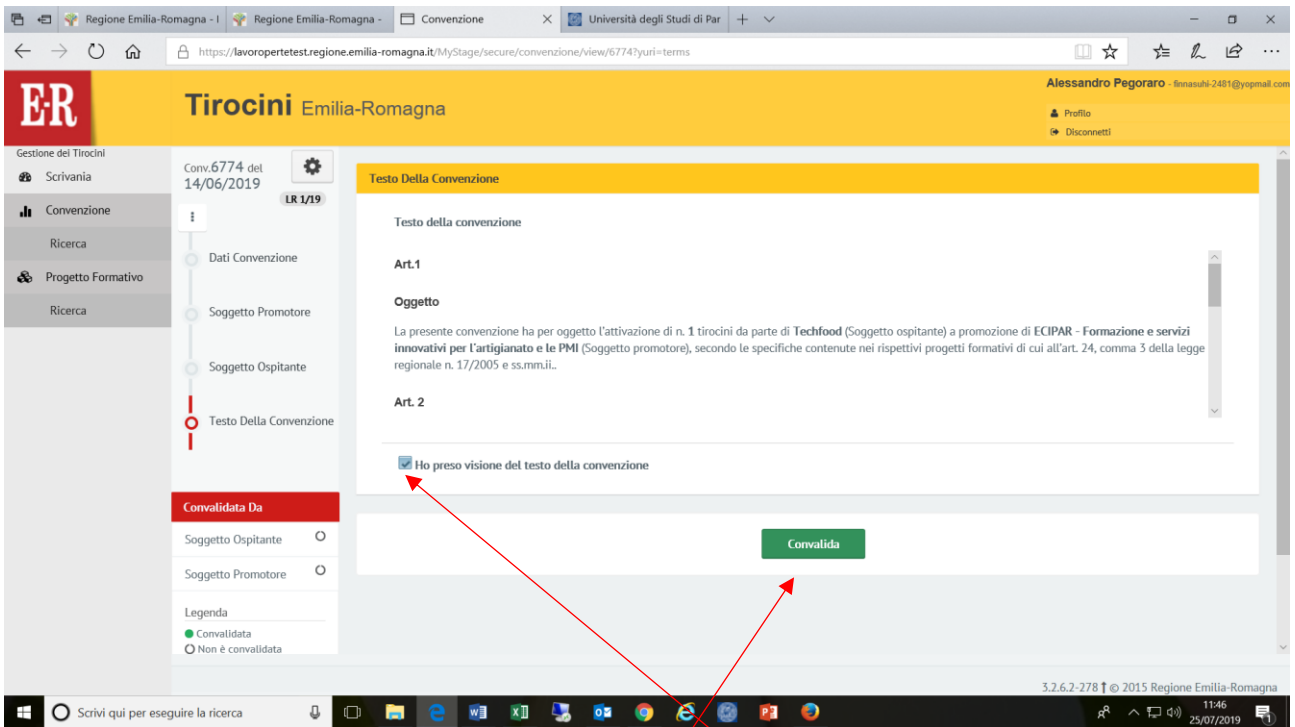 Regione Emilia-Romagna - I
Regione Emilia-Romagna -
Convenzione
Università degli Studi di Par
https://lavoropertetest.regione.emilia-romagna.it/MyStage/secure/convenzione/view/6774?yuri=terms
E·R
Tirocini Emilia-Romagna
Alessandro Pegoraro - finnasuhi-2481@yopmail.com
Profilo
Disconnetti
Gestione dei Tirocini
Scrivania
Convenzione
Ricerca
Progetto Formativo
Ricerca
Conv.6774 del
14/06/2019
LR 1/19
Dati Convenzione
Soggetto Promotore
Soggetto Ospitante
Testo Della Convenzione
Convalidata Da
Soggetto Ospitante
Soggetto Promotore
Legenda
Convalidata
Non è convalidata
Testo Della Convenzione
Testo della convenzione
Art.1
Oggetto
La presente convenzione ha per oggetto l'attivazione di n. 1 tirocini da parte di Techfood (Soggetto ospitante) a promozione di ECIPAR - Formazione e servizi
innovativi per l'artigianato e le PMI (Soggetto promotore), secondo le specifiche contenute nei rispettivi progetti formativi di cui all'art. 24, comma 3 della legge
regionale n. 17/2005 e ss.mm.ii..
Art. 2
Ho preso visione del testo della convenzione
Convalida
3.2.6.2-278 © 2015 Regione Emilia-Romagna
Scrivi qui per eseguire la ricerca
11:46
25/07/2019